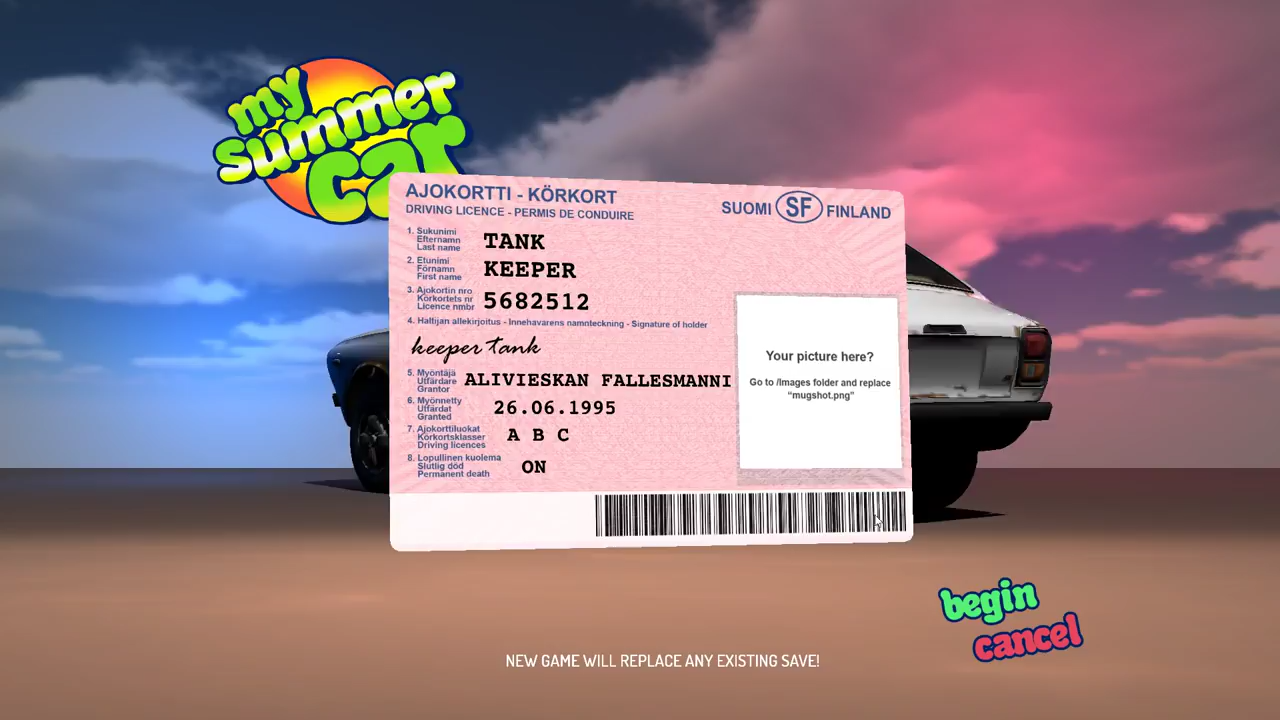 my
summer
car
AJOKORTTI - KÖRKORT
DRIVING LICENCE - PERMIS DE CONDUIRE
SUOMI SF FINLAND
1. Sukunimi
Efternamn
Last name
TANK
2. Etunimi
Förnamn
First name
KEEPER
3. Ajokortin nro
Körkortets nr
Licence nmbr
5682512
4. Haltijan allekirjoitus - Innehavarens namnteckning - Signature of holder
keeper tank
5. Myöntäjä
Utfärdare
Grantor
ALIVIESKAN FALLESMANNI
6. Myönnetty
Utfärdat
Granted
26.06.1995
7. Ajokorttiluokat
Körkortsklasser
Driving licences
A B C
8. Lopullinen kuolema
Slutlig död
Permanent death
ON
Your picture here?
Go to /Images folder and replace
“mugshot.png”
begin
cancel
NEW GAME WILL REPLACE ANY EXISTING SAVE!